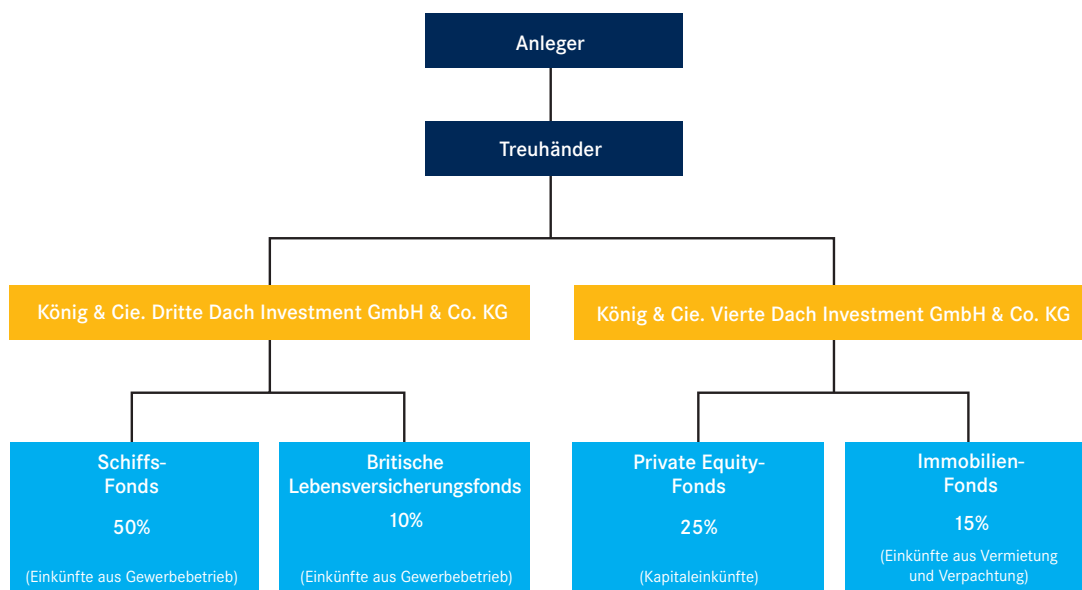 Anleger
Treuhänder
König & Cie. Dritte Dach Investment GmbH & Co. KG
König & Cie. Vierte Dach Investment GmbH & Co. KG
Schiffs-
Fonds
50%
(Einkünfte aus Gewerbebetrieb)
Britische
Lebensversicherungsfonds
10%
(Einkünfte aus Gewerbebetrieb)
Private Equity-
Fonds
25%
(Kapitaleinkünfte)
Immobilien-
Fonds
15%
(Einkünfte aus Vermietung
und Verpachtung)